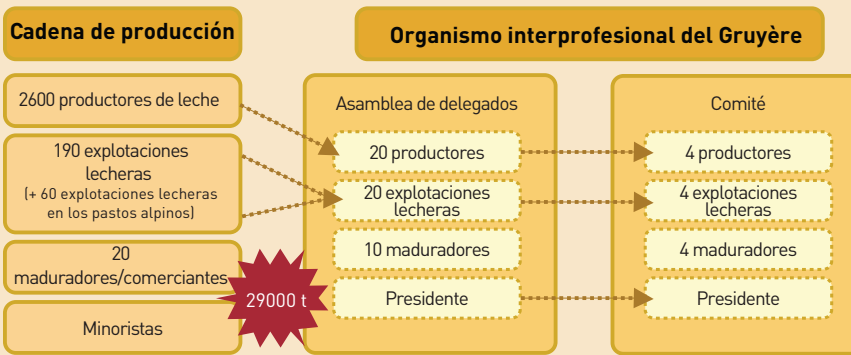 Cadena de producción
2600 productores de leche
190 explotaciones
lecheras
(+ 60 explotaciones lecheras
en los pastos alpinos)
20
maduradores/comerciantes
Minoristas
29000 t
Organismo interprofesional del Gruyère
Asamblea de delegados
20 productores
20 explotaciones
lecheras
10 maduradores
Presidente
Comité
4 productores
4 explotaciones
lecheras
4 maduradores
Presidente